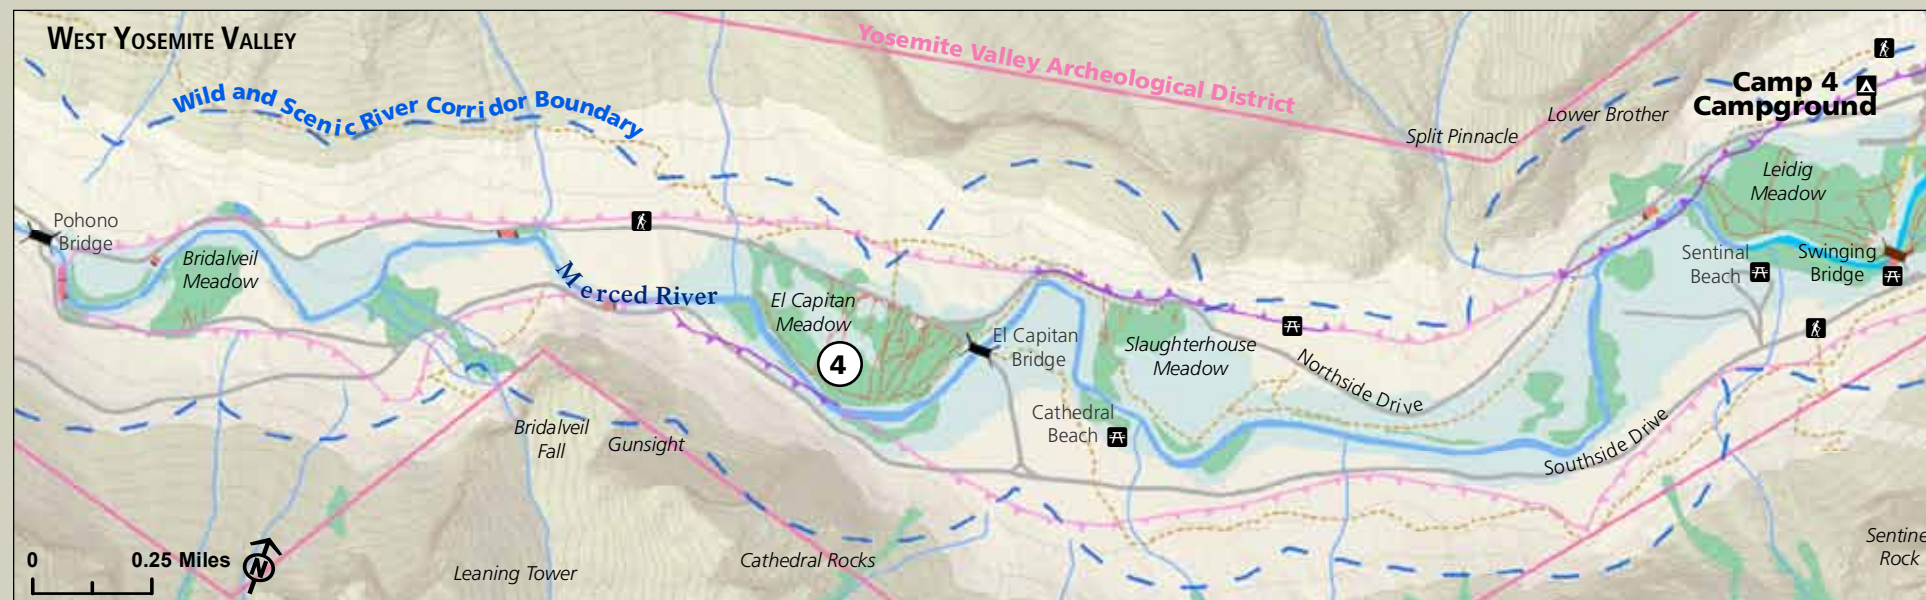 WEST YOSEMITE VALLEY
Yosemite Valley Archeological District
Wild and Scenic River Corridor Boundary
Camp 4
Campground
Lower Brother
Split Pinnacle
Leidig
Meadow
Pohono
Bridge
Bridalveil
Meadow
Merced River
El Capitan
Meadow
4
El Capitan
Bridge
Slaughterhouse
Meadow
Northside Drive
Sentinal
Beach
Swinging
Bridge
Cathedral
Beach
Southside Drive
Bridalveil
Fall
Gunsight
Cathedral Rocks
Leaning Tower
Sentine
Rock
0 0.25 Miles
N